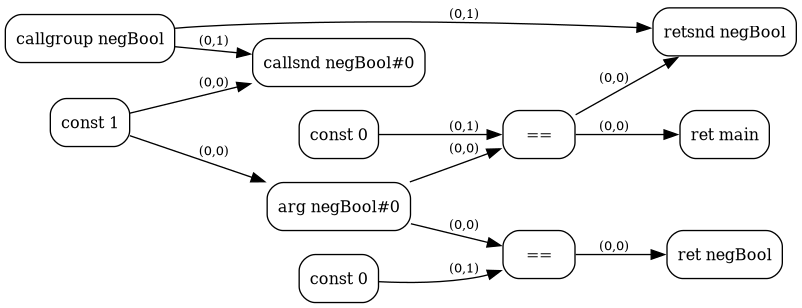 callgroup negBool
(0,1)
retsnd negBool
(0,1)
callsnd negBool#0
(0,0)
const 1
(0,0)
const 0
(0,1)
(0,0)
==
(0,0)
(0,0)
ret main
arg negBool#0
(0,0)
==
(0,0)
ret negBool
const 0
(0,1)